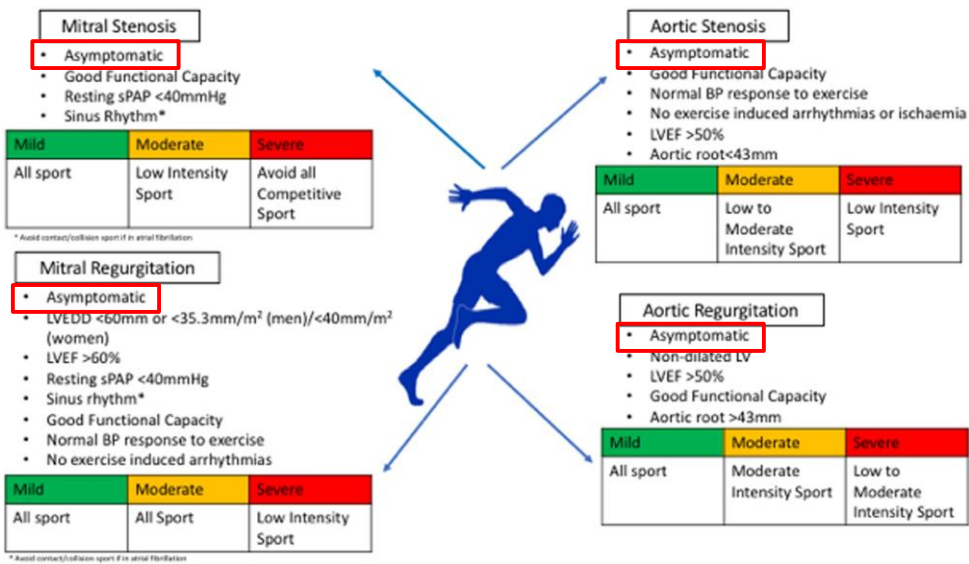 Mitral Stenosis
• Asymptomatic
• Good Functional Capacity
• Resting sPAP <40mmHg
• Sinus Rhythm*
Mild Moderate Severe
All sport Low Intensity Avoid all
Sport Competitive
Sport
* Avoid contact/collision sport if in atrial fibrillation
Aortic Stenosis
• Asymptomatic
• Good Functional Capacity
• Normal BP response to exercise
• No exercise induced arrhythmias or ischaemia
• LVEF >50%
• Aortic root<43mm
Mild Moderate Severe
All sport Low to Low Intensity
Moderate Sport
Intensity Sport
Mitral Regurgitation
• Asymptomatic
• LVEDD <60mm or <35.3mm/m² (men)/<40mm/m²
(women)
• LVEF >60%
• Resting sPAP <40mmHg
• Sinus rhythm*
• Good Functional Capacity
• Normal BP response to exercise
• No exercise induced arrhythmias
Mild Moderate Severe
All sport All Sport Low Intensity
Sport
* Avoid contact/collision sport if in atrial fibrillation
Aortic Regurgitation
• Asymptomatic
• Non-dilated LV
• LVEF >50%
• Good Functional Capacity
• Aortic root >43mm
Mild Moderate Severe
All sport Moderate Low to
Intensity Sport Moderate
Intensity Sport